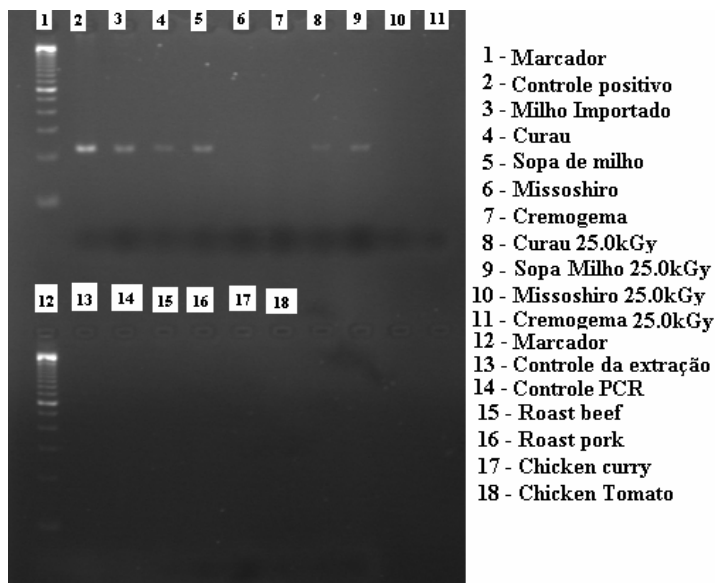 1 2 3 4 5 6 7 8 9 10 11
12 13 14 15 16 17 18
1 - Marcador
2 - Controle positivo
3 - Milho Importado
4 - Curau
5 - Sopa de milho
6 - Missoshiro
7 - Cremogema
8 - Curau 25.0kGy
9 - Sopa Milho 25.0kGy
10 - Missoshiro 25.0kGy
11 - Cremogema 25.0kGy
12 - Marcador
13 - Controle da extração
14 - Controle PCR
15 - Roast beef
16 - Roast pork
17 - Chicken curry
18 - Chicken Tomato